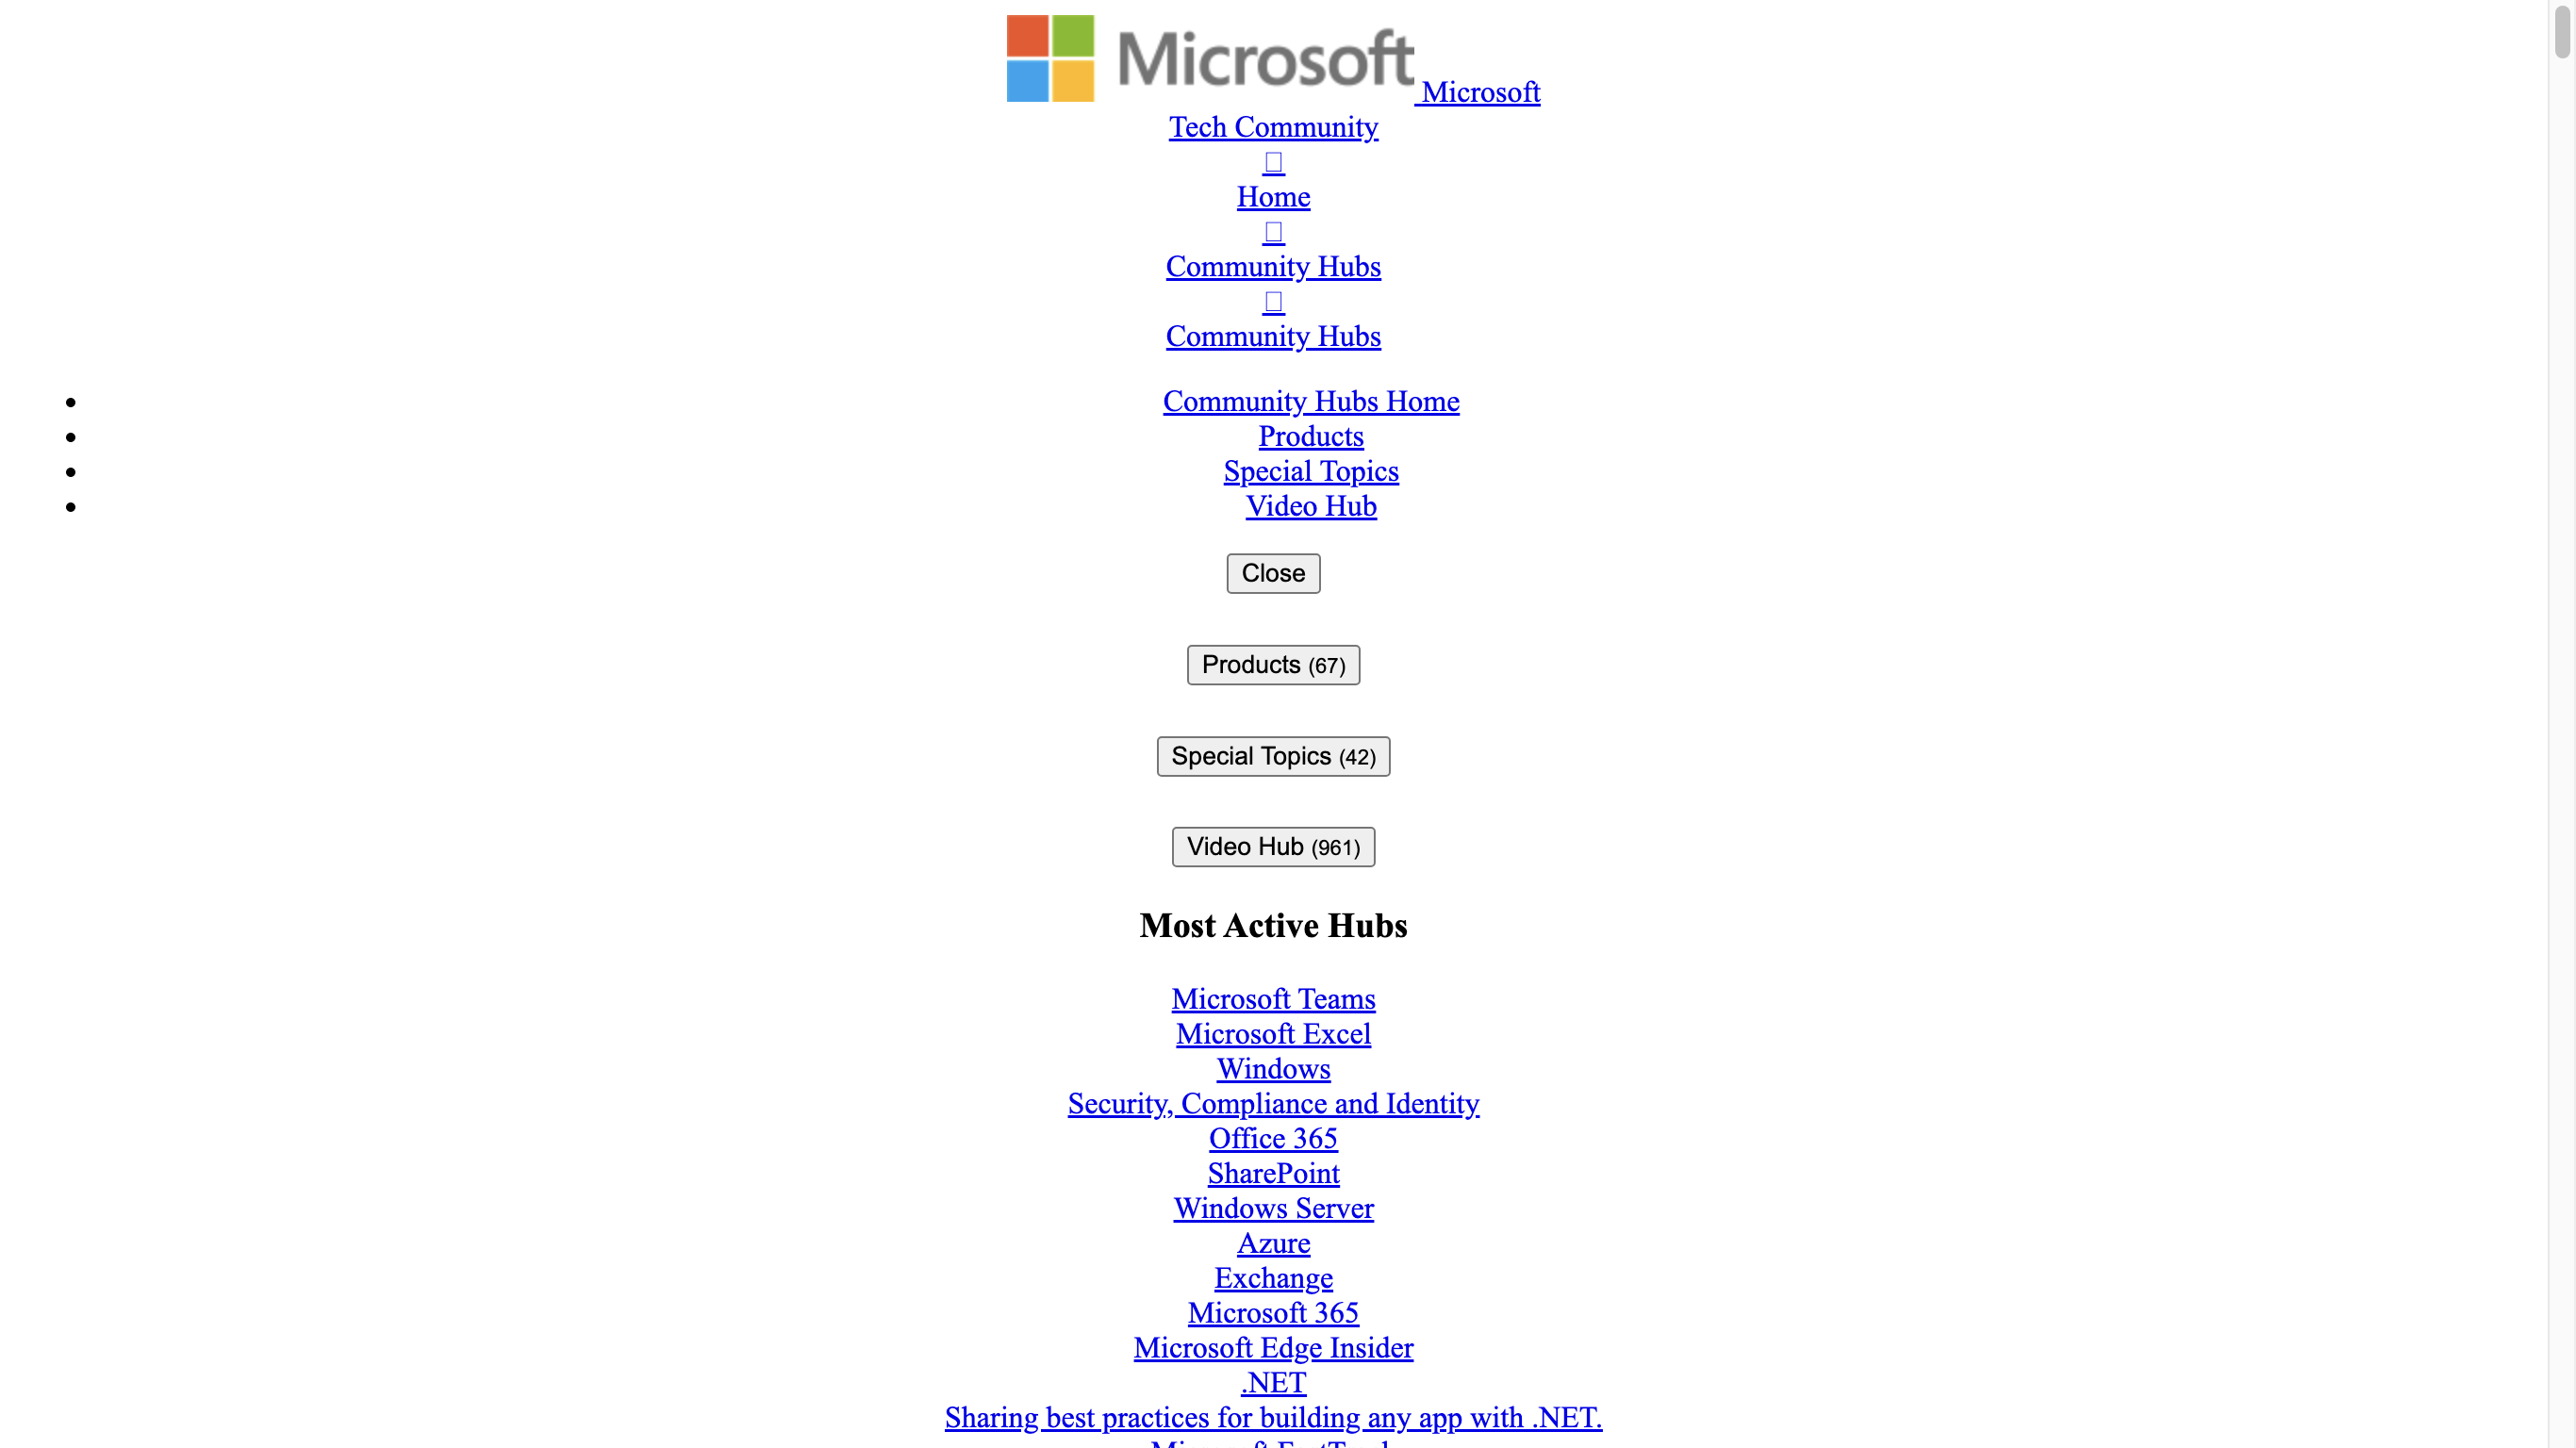 Microsoft Microsoft
Tech Community
Home
Community Hubs
Community Hubs
Community Hubs Home
Products
Special Topics
Video Hub
Close
Products (67)
Special Topics (42)
Video Hub (961)
Most Active Hubs
Microsoft Teams
Microsoft Excel
Windows
Security, Compliance and Identity
Office 365
SharePoint
Windows Server
Azure
Exchange
Microsoft 365
Microsoft Edge Insider
.NET
Sharing best practices for building any app with .NET.